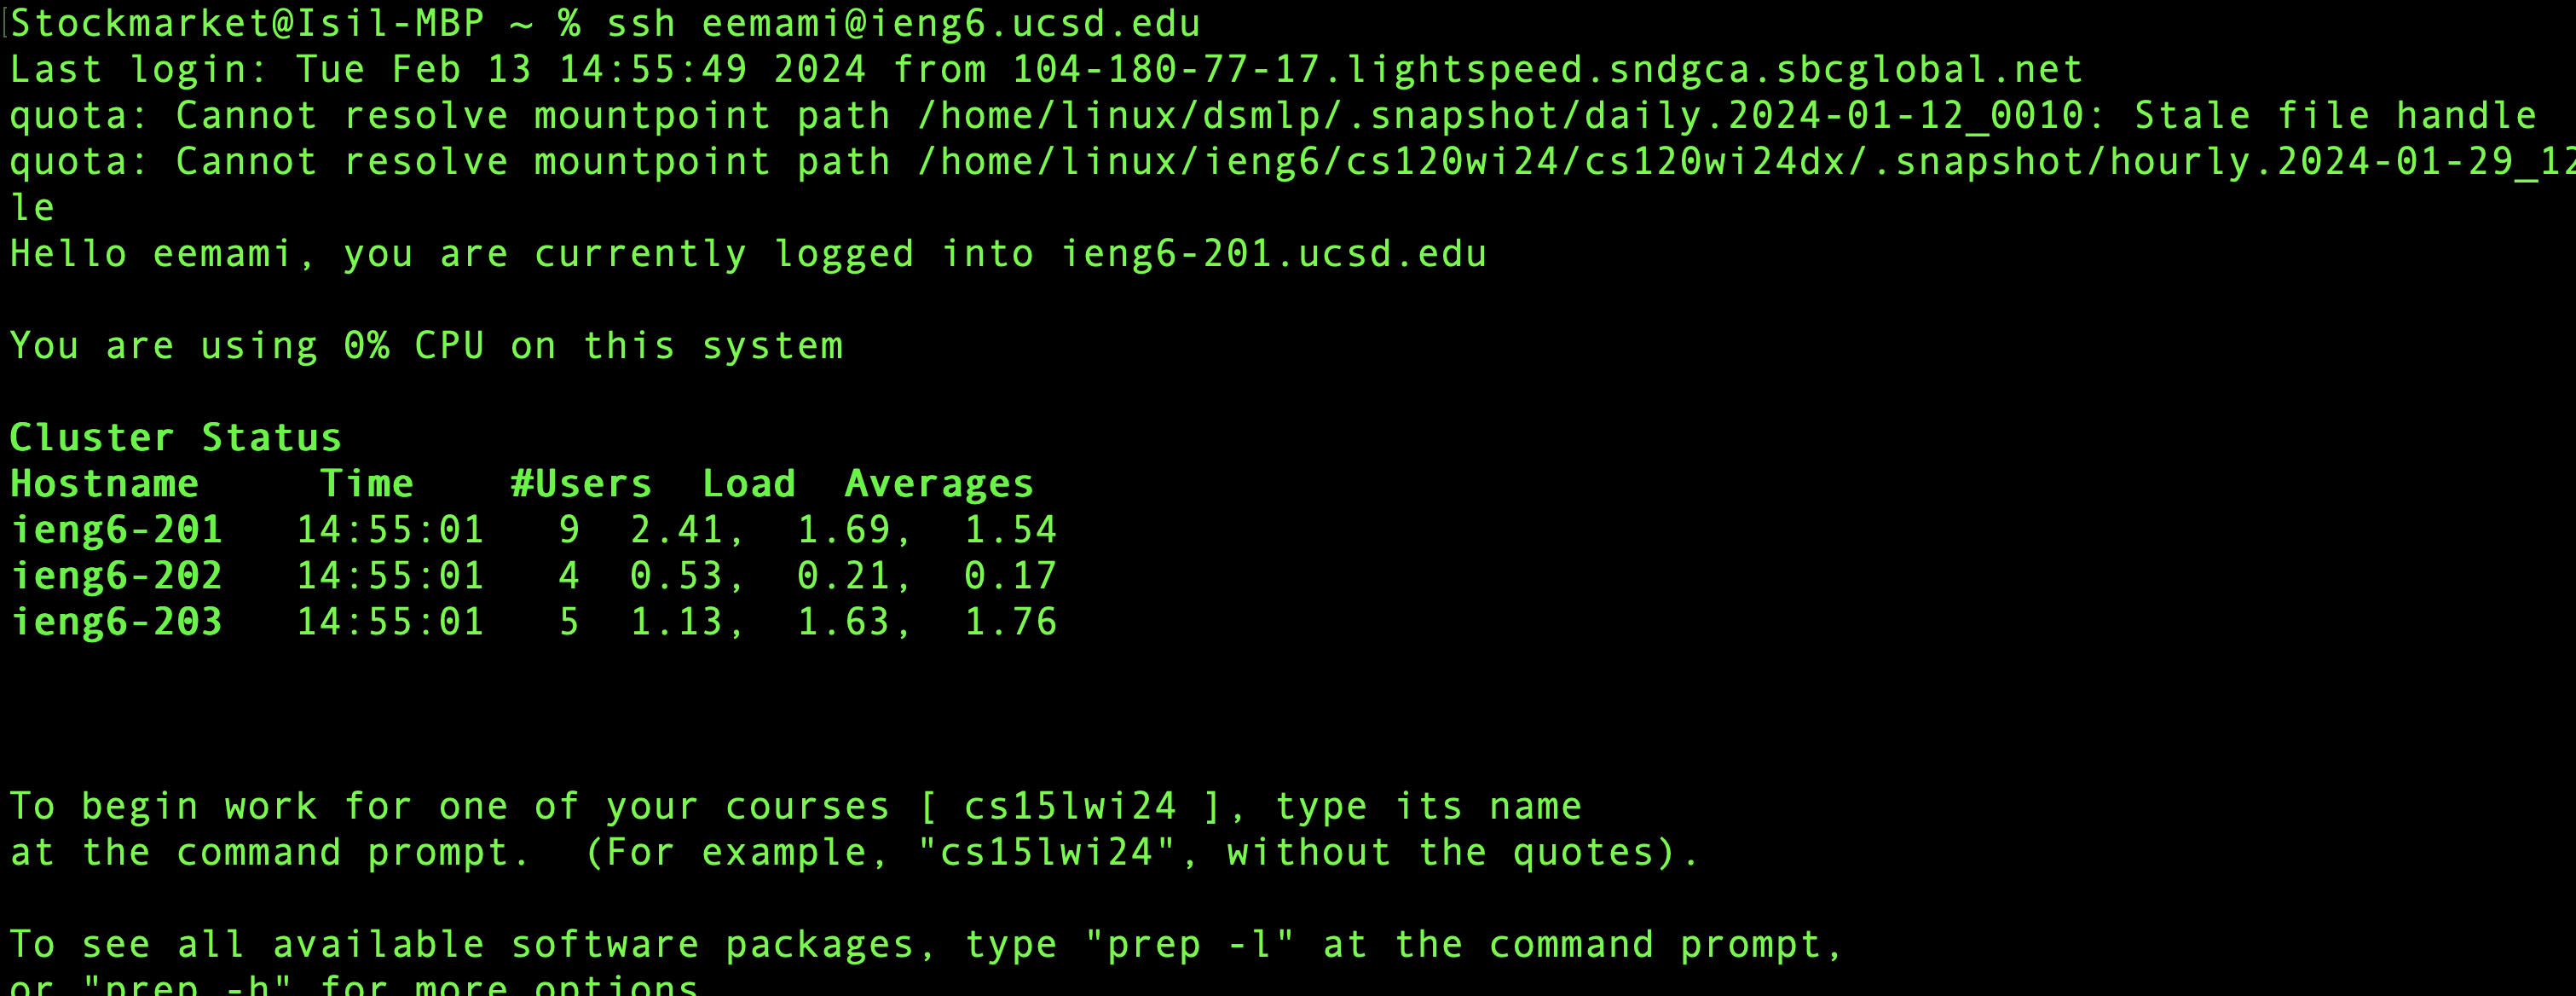 Stockmarket@Isil-MBP ~ % ssh eemami@ieng6.ucsd.edu
Last login: Tue Feb 13 14:55:49 2024 from 104-180-77-17.lightspeed.sndgca.sbcglobal.net
quota: Cannot resolve mountpoint path /home/linux/dsmlp/.snapshot/daily.2024-01-12_0010: Stale file handle
quota: Cannot resolve mountpoint path /home/linux/ieng6/cs120wi24/cs120wi24dx/.snapshot/hourly.2024-01-29_12
le
Hello eemami, you are currently logged into ieng6-201.ucsd.edu
You are using 0% CPU on this system
Cluster Status
Hostname     Time    #Users  Load  Averages
ieng6-201   14:55:01   9  2.41,  1.69,  1.54
ieng6-202   14:55:01   4  0.53,  0.21,  0.17
ieng6-203   14:55:01   5  1.13,  1.63,  1.76
To begin work for one of your courses [ cs15lwi24 ], type its name
at the command prompt.  (For example, "cs15lwi24", without the quotes).
To see all available software packages, type "prep -l" at the command prompt,
or "prep -h" for more options